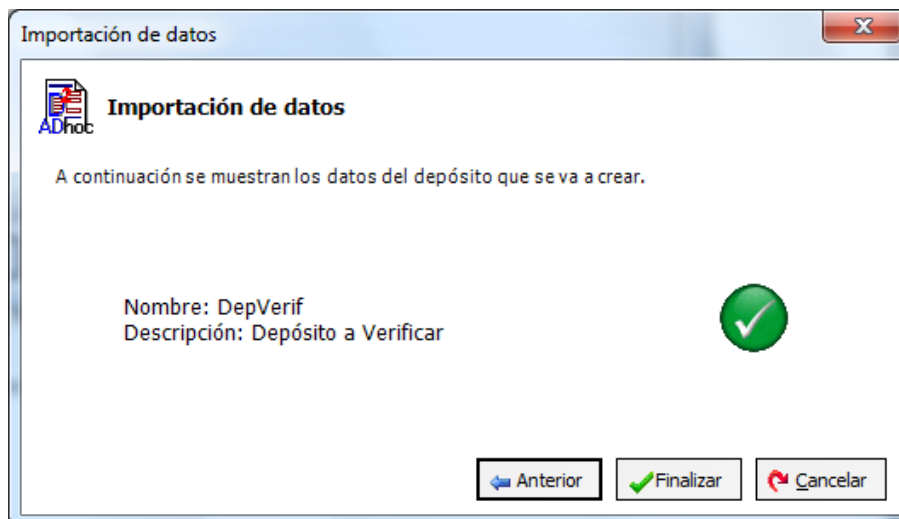 Importación de datos
ADhoc
Importación de datos
A continuación se muestran los datos del depósito que se va a crear.
Nombre: DepVerif
Descripción: Depósito a Verificar
Anterior
Finalizar
Cancelar